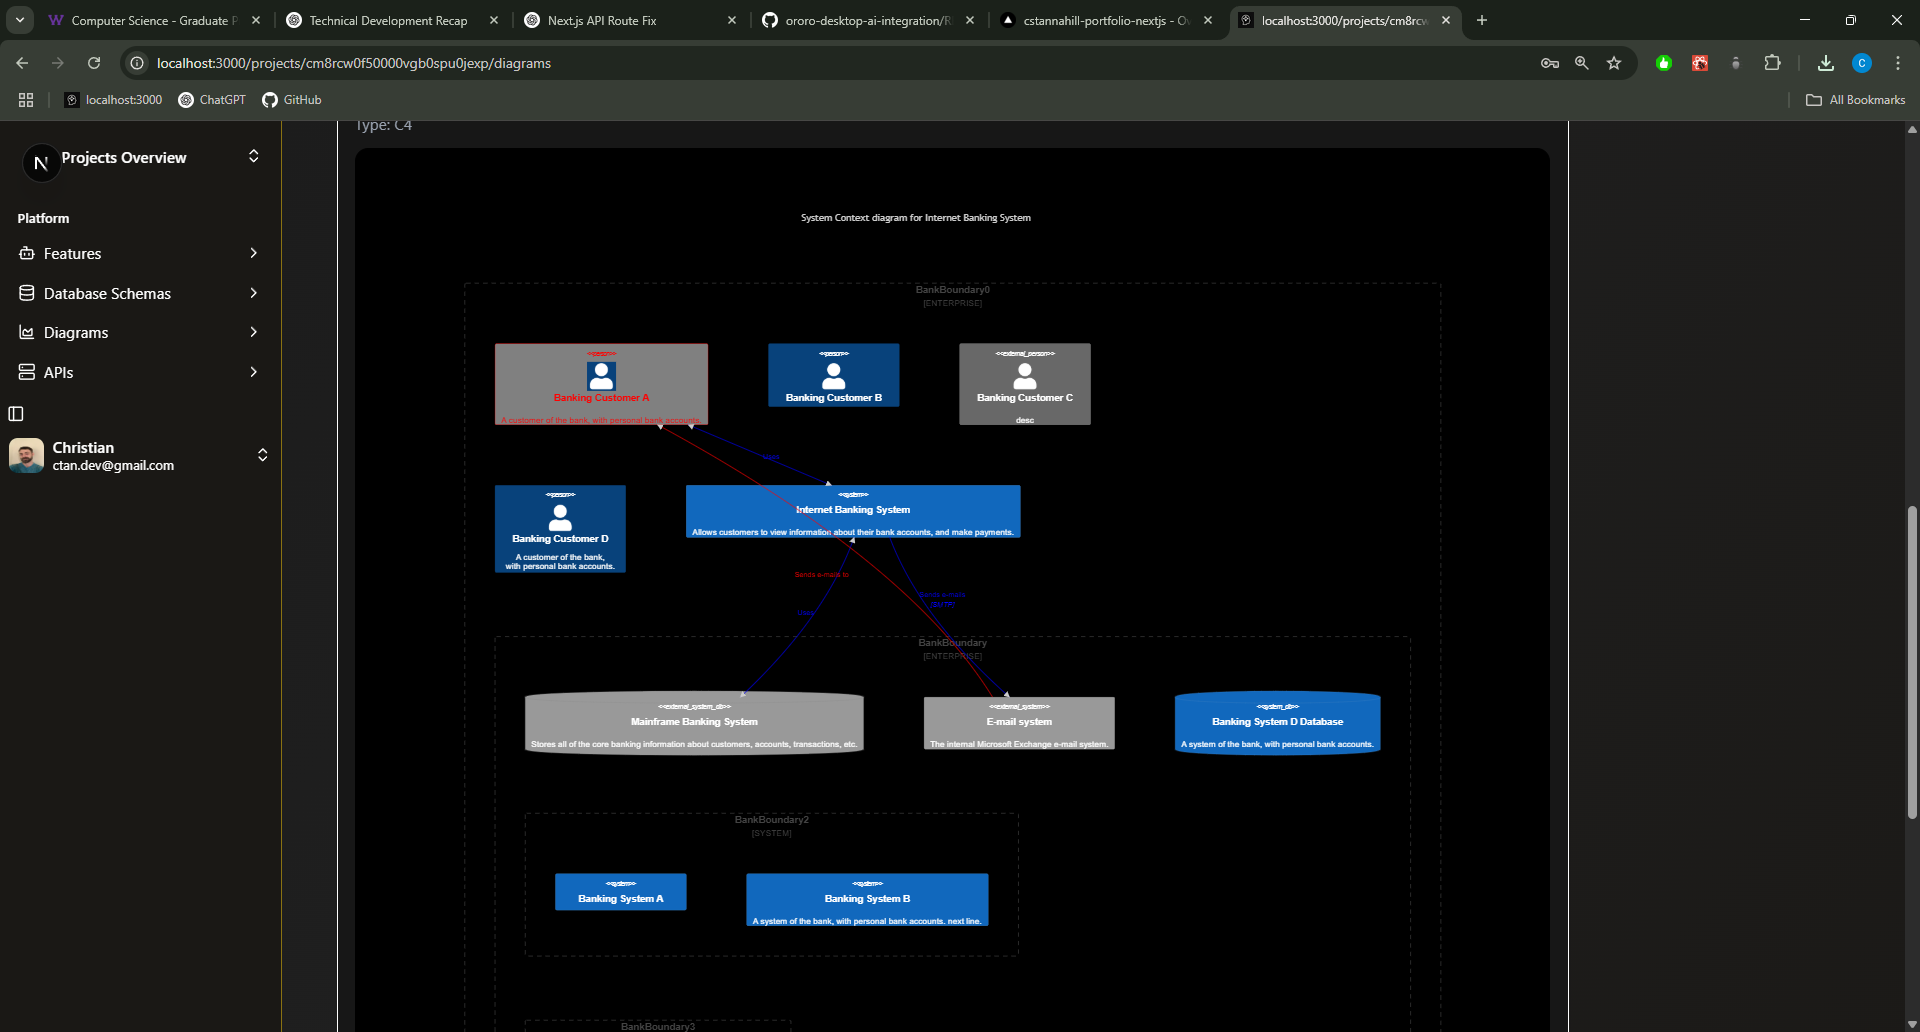 Computer Science - Graduate P
Technical Development Recap
Next.js API Route Fix
ororo-desktop-ai-integration/R
cstannahill-portfolio-nextjs - Ov
localhost:3000/projects/cm8rcw
localhost:3000/projects/cm8rcw0f50000vgb0spu0jexp/diagrams
C
localhost:3000
ChatGPT
GitHub
All Bookmarks
N
Projects Overview
Platform
Features
Database Schemas
Diagrams
APIs
Christian
ctan.dev@gmail.com
Type: C4
System Context diagram for Internet Banking System
BankBoundary0
[ENTERPRISE]
<<person>>
Banking Customer A
A customer of the bank, with personal bank accounts.
<<person>>
Banking Customer B
<<external_person>>
Banking Customer C
desc
Uses
<<person>>
Banking Customer D
A customer of the bank,
with personal bank accounts.
<<system>>
Internet Banking System
Allows customers to view information about their bank accounts, and make payments.
Sends e-mails to
Sends e-mails
[SMTP]
Uses
BankBoundary
[ENTERPRISE]
<<external_system_db>>
Mainframe Banking System
Stores all of the core banking information about customers, accounts, transactions, etc.
<<external_system>>
E-mail system
The internal Microsoft Exchange e-mail system.
<<system_db>>
Banking System D Database
A system of the bank, with personal bank accounts.
BankBoundary2
[SYSTEM]
<<system>>
Banking System A
<<system>>
Banking System B
A system of the bank, with personal bank accounts. next line.
BankBoundary3